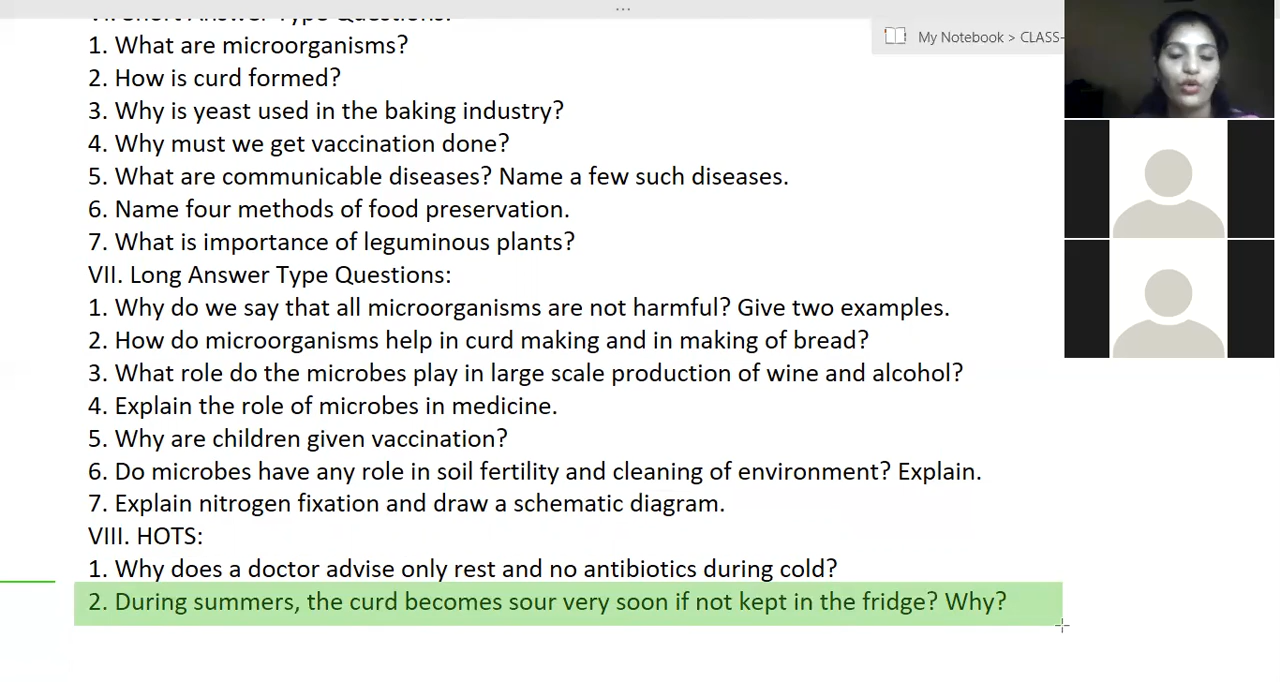 VI. Short Answer Type Questions:
1. What are microorganisms?
2. How is curd formed?
3. Why is yeast used in the baking industry?
4. Why must we get vaccination done?
5. What are communicable diseases? Name a few such diseases.
6. Name four methods of food preservation.
7. What is importance of leguminous plants?
VII. Long Answer Type Questions:
1. Why do we say that all microorganisms are not harmful? Give two examples.
2. How do microorganisms help in curd making and in making of bread?
3. What role do the microbes play in large scale production of wine and alcohol?
4. Explain the role of microbes in medicine.
5. Why are children given vaccination?
6. Do microbes have any role in soil fertility and cleaning of environment? Explain.
7. Explain nitrogen fixation and draw a schematic diagram.
VIII. HOTS:
1. Why does a doctor advise only rest and no antibiotics during cold?
2. During summers, the curd becomes sour very soon if not kept in the fridge? Why?
My Notebook > CLASS-